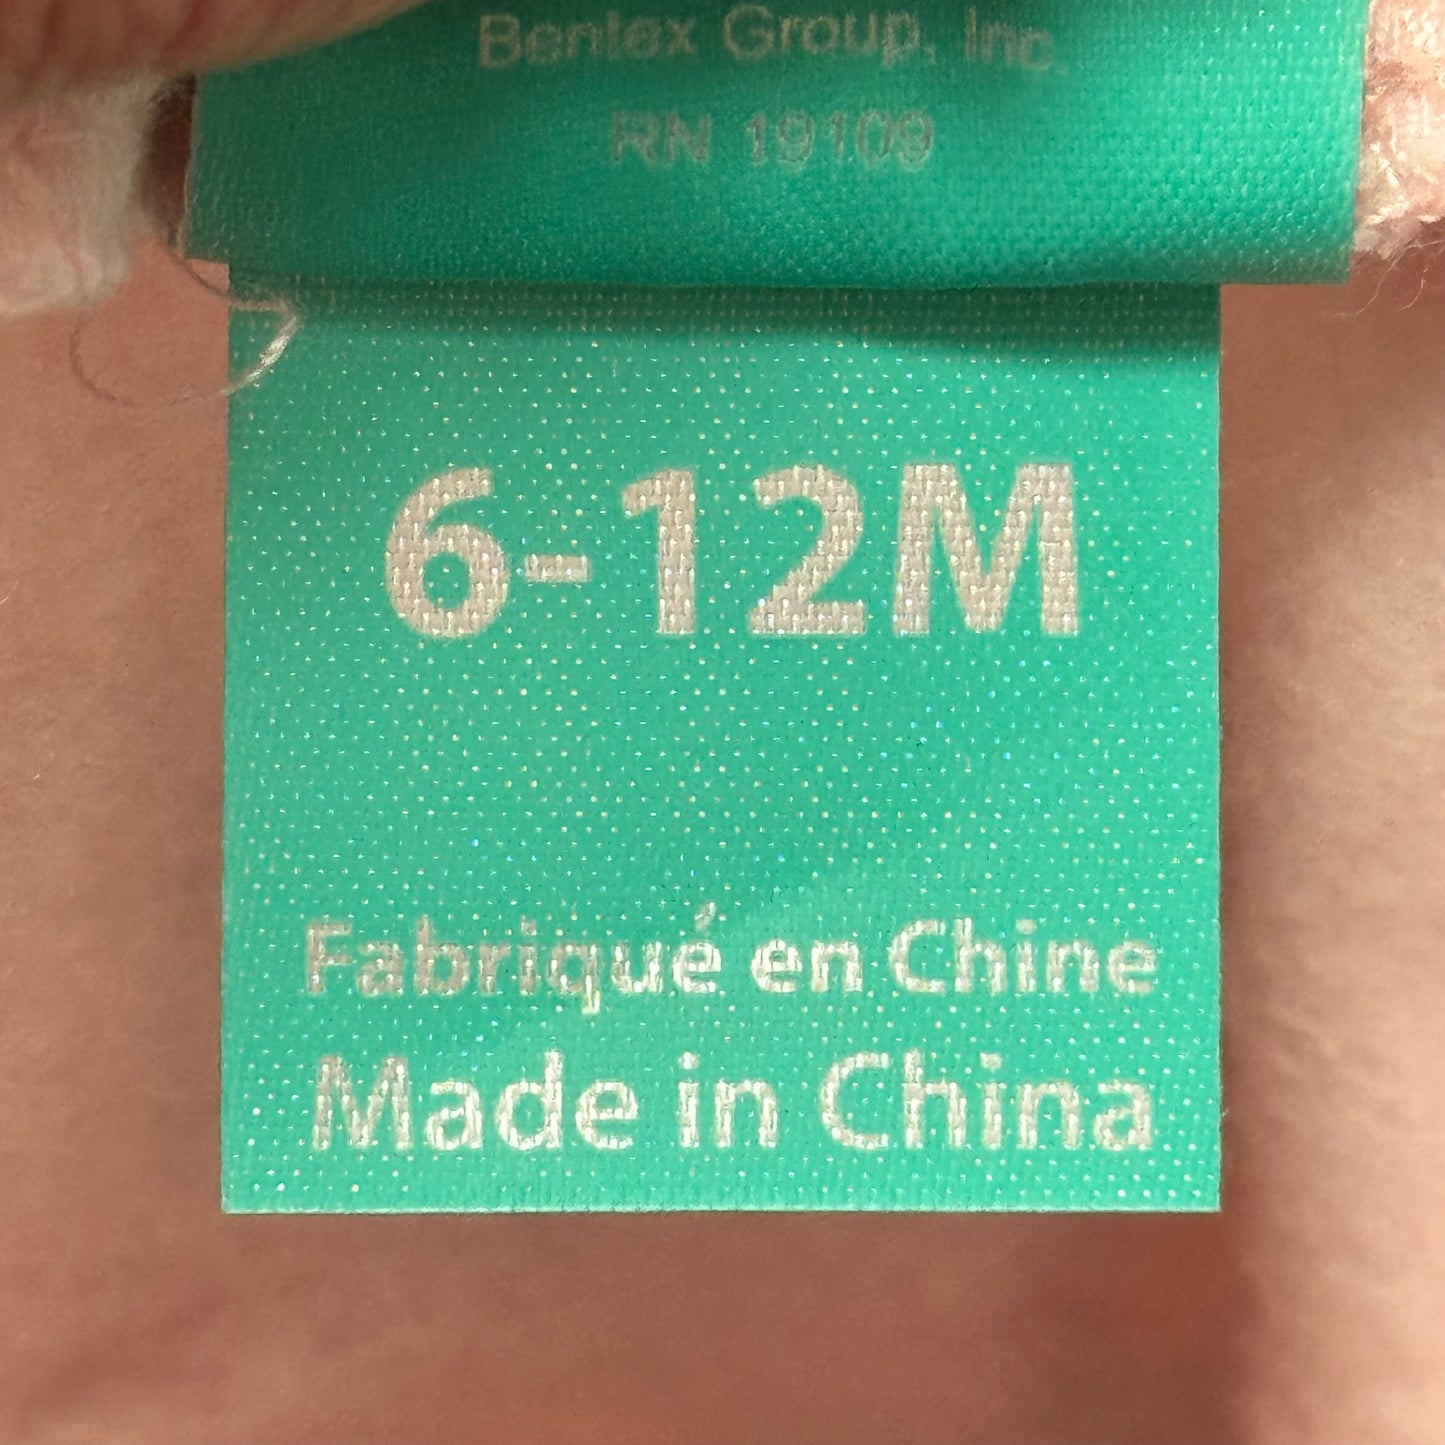 Bentex Group, Inc.
RN 19109
6-12M
Fabriqué en Chine
Made in China